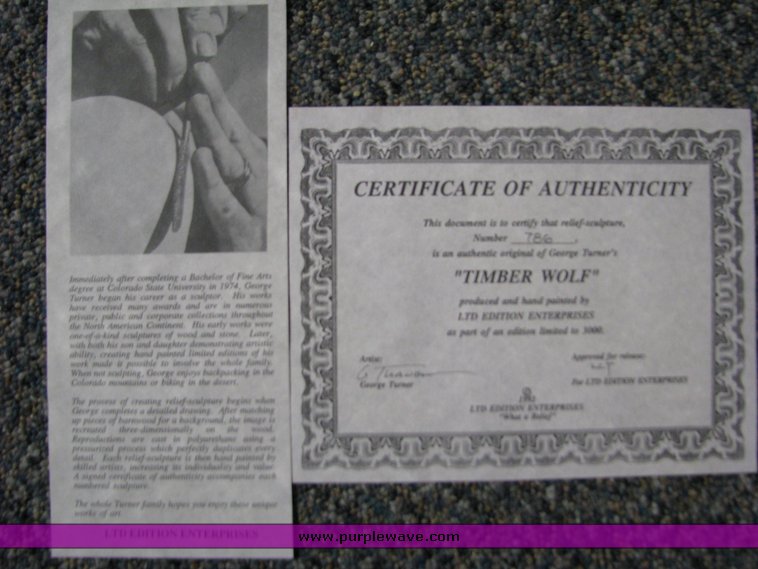 Immediately after completing a Bachelor of Fine Arts
degree at Colorado State University in 1974, George
Turner began his career as a sculptor. His works
have received many awards and are in numerous
private, public and corporate collections throughout
the North American Continent. His early works were
one-of-a-kind sculptures of wood and stone. Later,
with both his son and daughter demonstrating artistic
ability, creating hand painted limited editions of his
work made it possible to involve the whole family.
When not sculpting, George enjoys backpacking in the
Colorado mountains or biking in the desert.
The process of creating relief-sculpture begins when
George completes a detailed drawing. After matching
up pieces of barnwood for a background, the image is
recreated three-dimensionally on the wood.
Reproductions are cast in polyurethane using a
pressurized process which perfectly duplicates every
detail. Each relief-sculpture is then hand painted by
skilled artists, increasing its individuality and value.
A signed certificate of authenticity accompanies each
numbered sculpture.
The whole Turner family hopes you enjoy these unique
works of art.
LTD EDITION ENTERPRISES
CERTIFICATE OF AUTHENTICITY
This document is to certify that relief-sculpture,
Number 786,
is an authentic original of George Turner's
"TIMBER WOLF"
produced and hand painted by
LTD EDITION ENTERPRISES
as part of an edition limited to 3000.
Artist:
G Turner
George Turner
Approved for release:
For LTD EDITION ENTERPRISES
LTD EDITION ENTERPRISES
"What a Relief"
www.purplewave.com